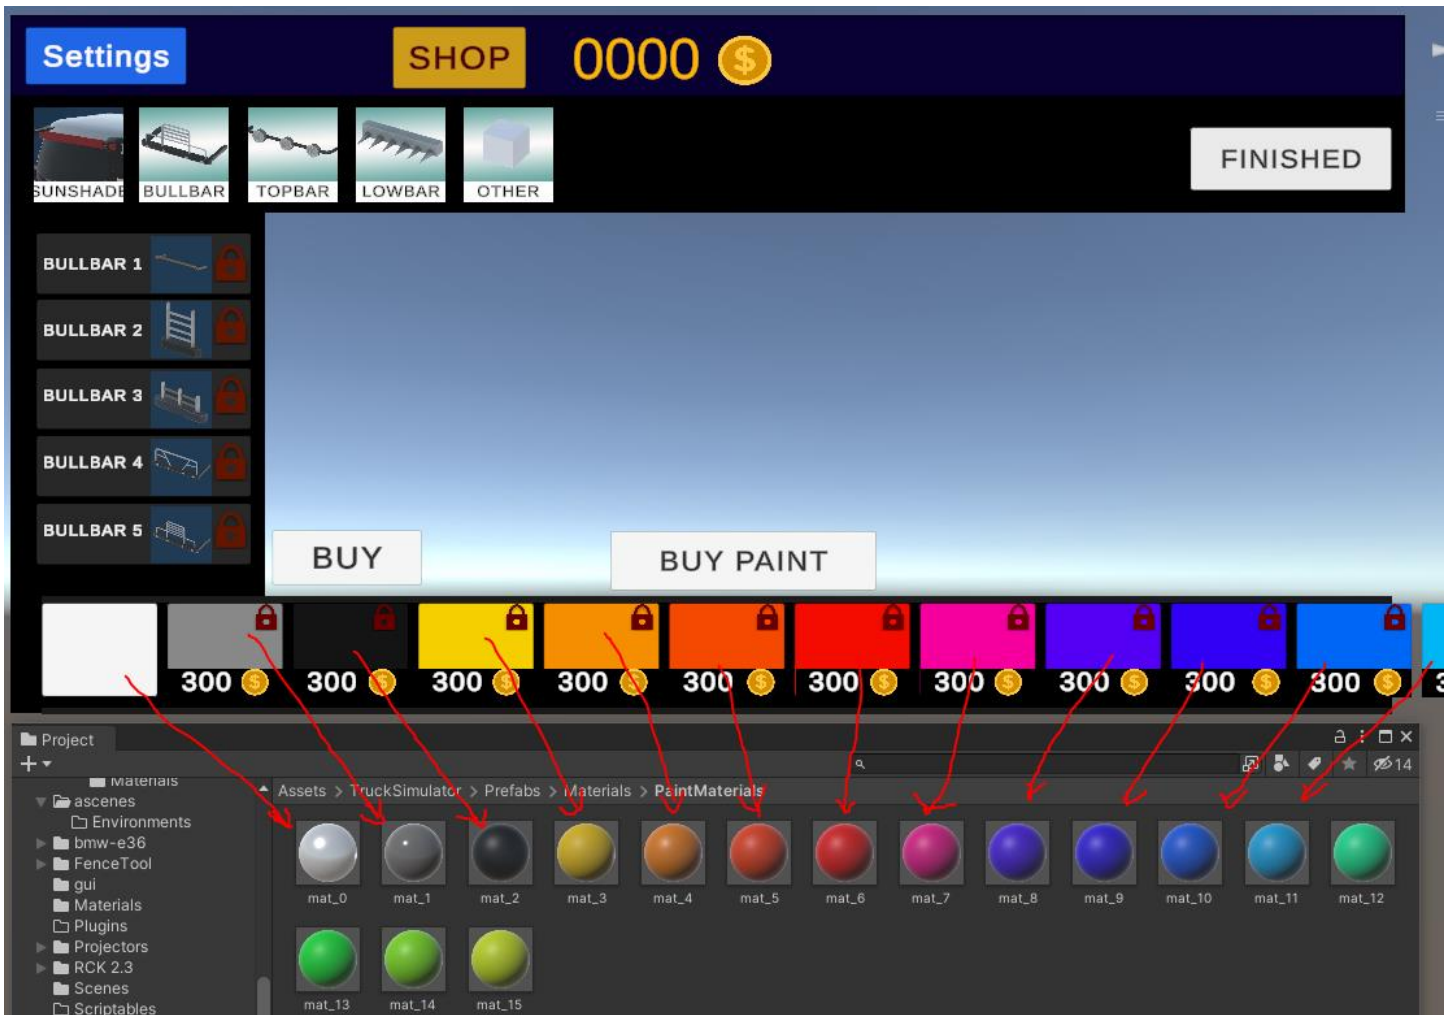 Settings
SHOP
0000 $
SUNSHADE
BULLBAR
TOPBAR
LOWBAR
OTHER
FINISHED
BULLBAR 1
BULLBAR 2
BULLBAR 3
BULLBAR 4
BULLBAR 5
BUY
BUY PAINT
300 $ 300 $ 300 $ 300 $ 300 $ 300 $ 300 $ 300 $ 300 $ 300 $
Project
14
Materials
ascenes
Environments
bmw-e36
FenceTool
gui
Materials
Plugins
Projectors
RCK 2.3
Scenes
Scriptables
Assets > TruckSimulator > Prefabs > Materials > PaintMaterials
mat_0 mat_1 mat_2 mat_3 mat_4 mat_5 mat_6 mat_7 mat_8 mat_9 mat_10 mat_11 mat_12
mat_13 mat_14 mat_15